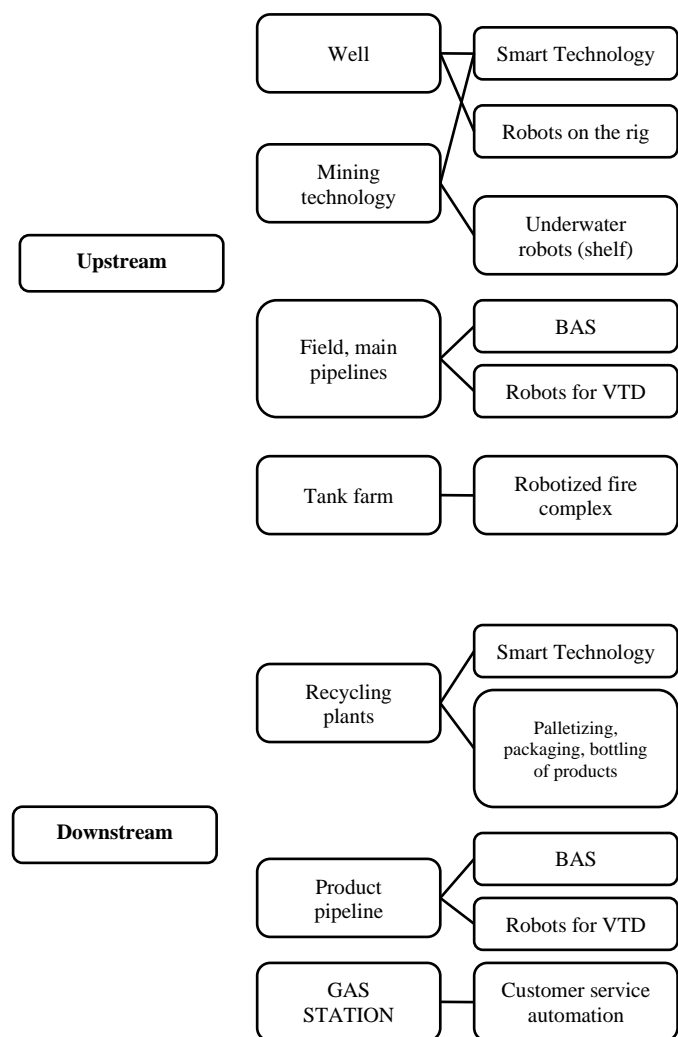 Well
Smart Technology
Robots on the rig
Mining
technology
Underwater
robots (shelf)
Upstream
Field, main
pipelines
BAS
Robots for VTD
Tank farm
Robotized fire
complex
Recycling
plants
Smart Technology
Palletizing,
packaging, bottling
of products
Downstream
Product
pipeline
BAS
Robots for VTD
GAS
STATION
Customer service
automation